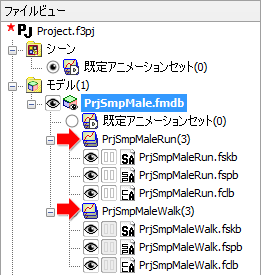 ファイルビュー
Project.f3pj
シーン
既定アニメーションセット(0)
モデル(1)
PrjSmpMale.fmdb
既定アニメーションセット(0)
PrjSmpMaleRun(3)
PrjSmpMaleRun.fskb
PrjSmpMaleRun.fspb
PrjSmpMaleRun.fclb
PrjSmpMaleWalk(3)
PrjSmpMaleWalk.fskb
PrjSmpMaleWalk.fspb
PrjSmpMaleWalk.fclb